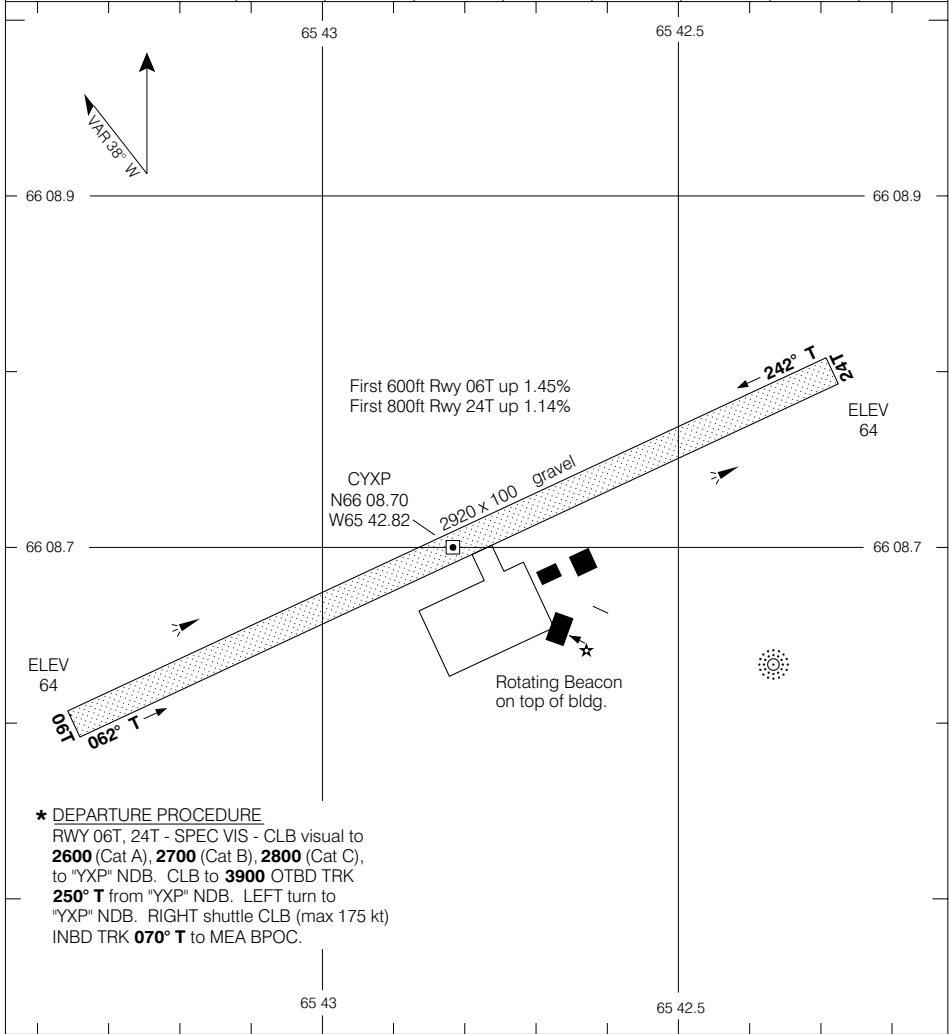 65 43
65 42.5
VAR 38° W
66 08.9
66 08.9
242° T
24T
First 600ft Rwy 06T up 1.45%
First 800ft Rwy 24T up 1.14%
ELEV
64
CYXP
N66 08.70
W65 42.82
2920 x 100 gravel
66 08.7
66 08.7
ELEV
64
Rotating Beacon
on top of bldg.
06T
062° T
* DEPARTURE PROCEDURE
RWY 06T, 24T - SPEC VIS - CLB visual to
2600 (Cat A), 2700 (Cat B), 2800 (Cat C),
to "YXP" NDB. CLB to 3900 OTBD TRK
250° T from "YXP" NDB. LEFT turn to
"YXP" NDB. RIGHT shuttle CLB (max 175 kt)
INBD TRK 070° T to MEA BPOC.
65 43
65 42.5